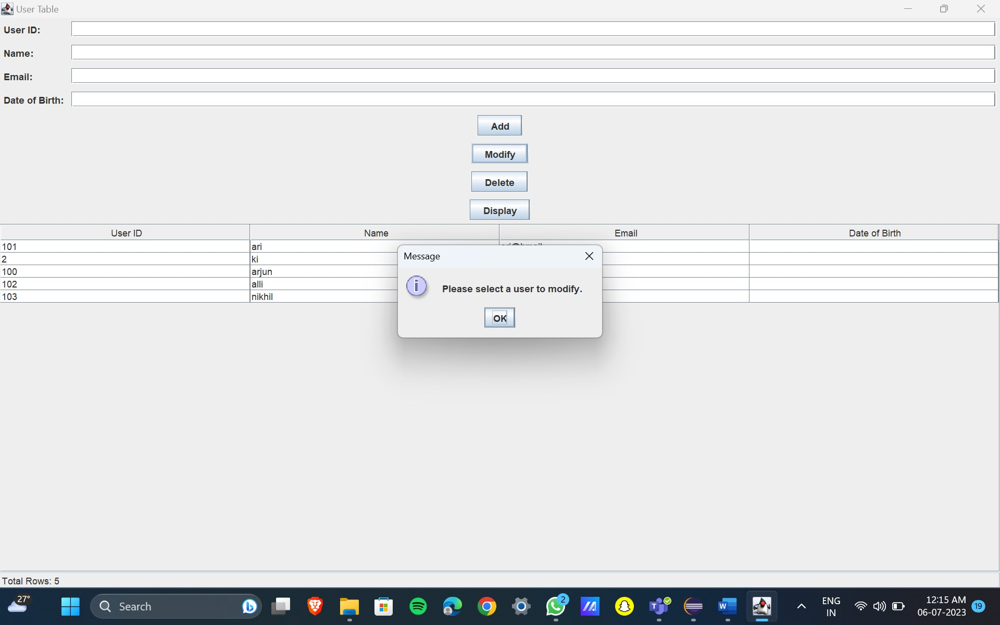 User Table
User ID:
Name:
Email:
Date of Birth:
Add
Modify
Delete
Display
User ID Name Email Date of Birth
101 ari
2 ki
100 arjun
102 alli
103 nikhil
Message
i
Please select a user to modify.
OK
Total Rows: 5
27°
Search
2
ENG
IN
12:15 AM
06-07-2023
19